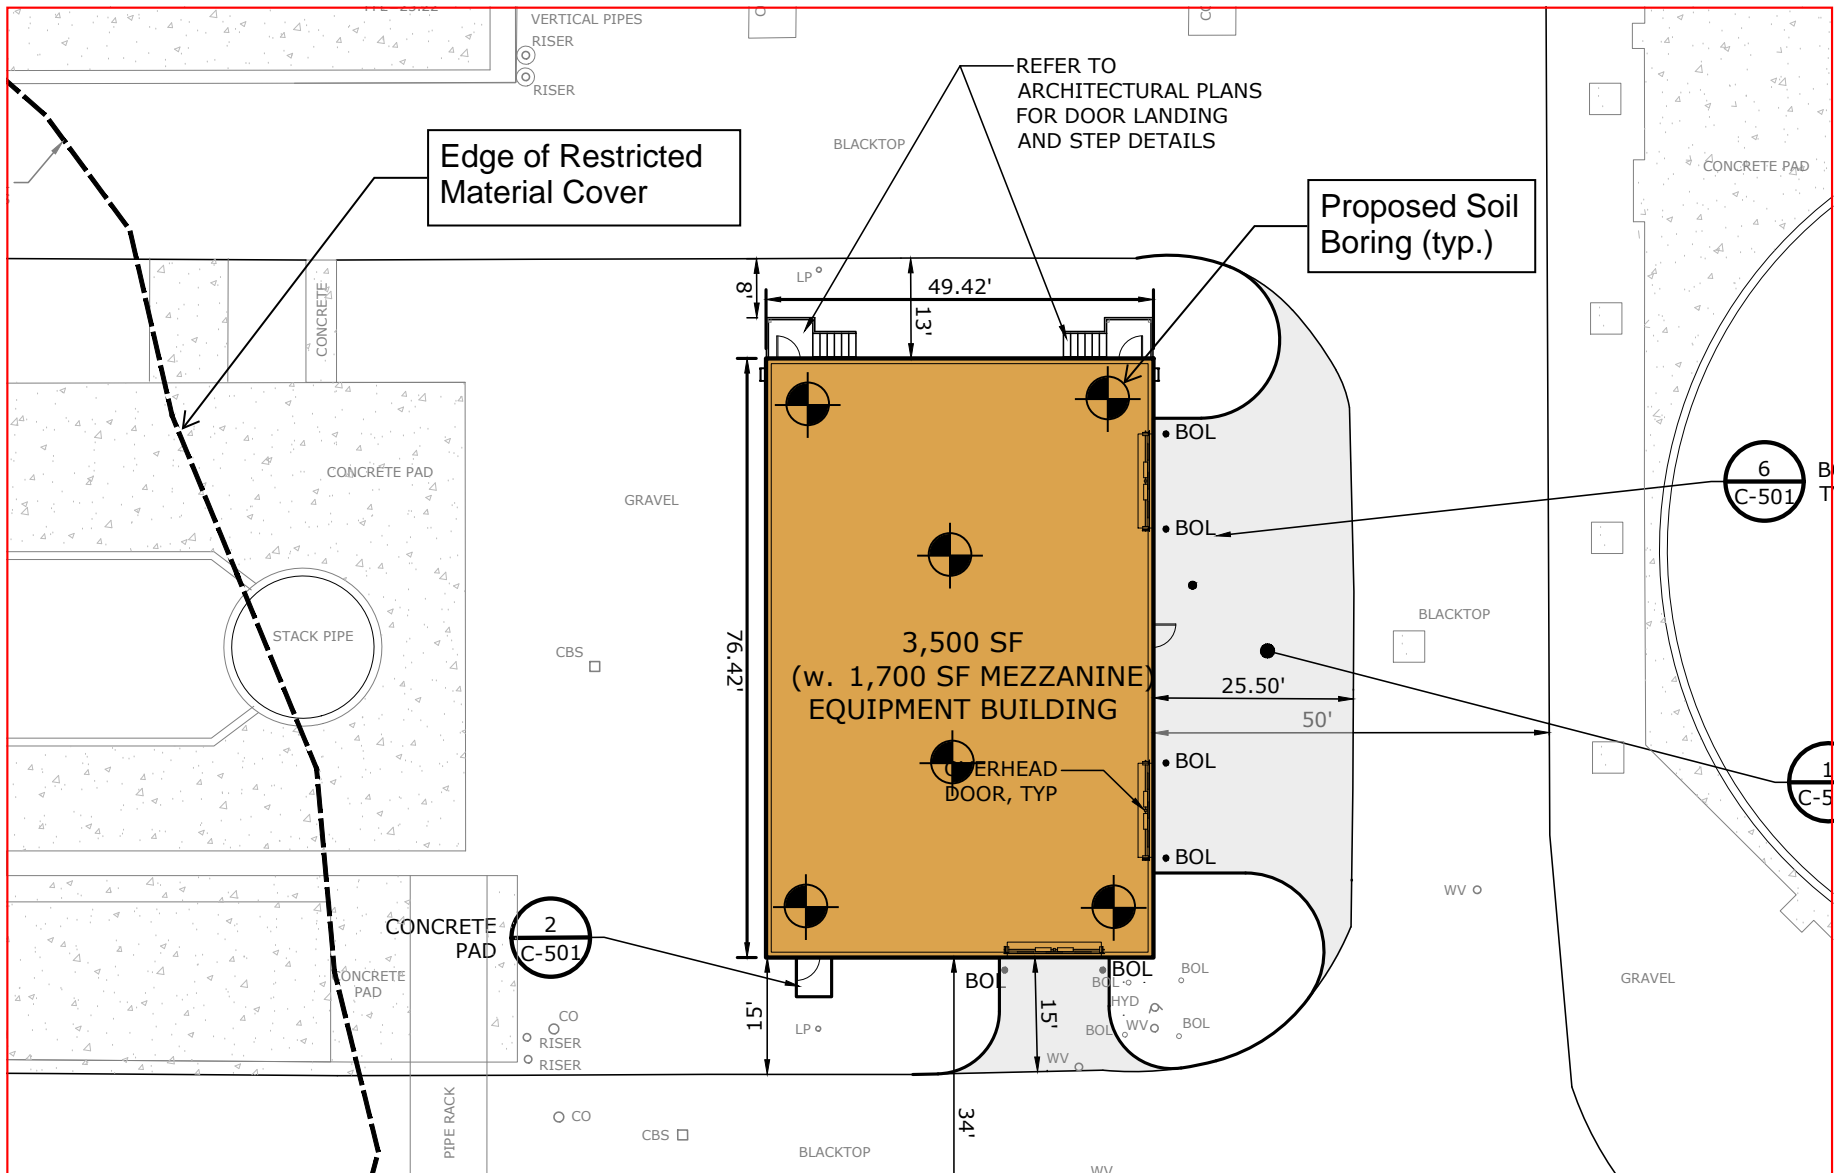 VERTICAL PIPES
RISER
RISER
REFER TO
ARCHITECTURAL PLANS
FOR DOOR LANDING
AND STEP DETAILS
BLACKTOP
Edge of Restricted
Material Cover
CONCRETE PAD
Proposed Soil
Boring (typ.)
LP
8'
49.42'
13'
CONCRETE
BOL
6
C-501
CONCRETE PAD
GRAVEL
BOL
STACK PIPE
CBS
76.42'
3,500 SF
(w. 1,700 SF MEZZANINE)
EQUIPMENT BUILDING
BLACKTOP
25.50'
50'
OVERHEAD
DOOR, TYP
BOL
1
BOL
WV
CONCRETE
PAD
2
C-501
CONCRETE
PAD
BOL
BOL
BOL
BOL
GRAVEL
HYD
15'
15'
LP
CO
RISER
RISER
BOL
WV
BOL
WV
CO
PIPE RACK
CBS
34'
BLACKTOP
WV